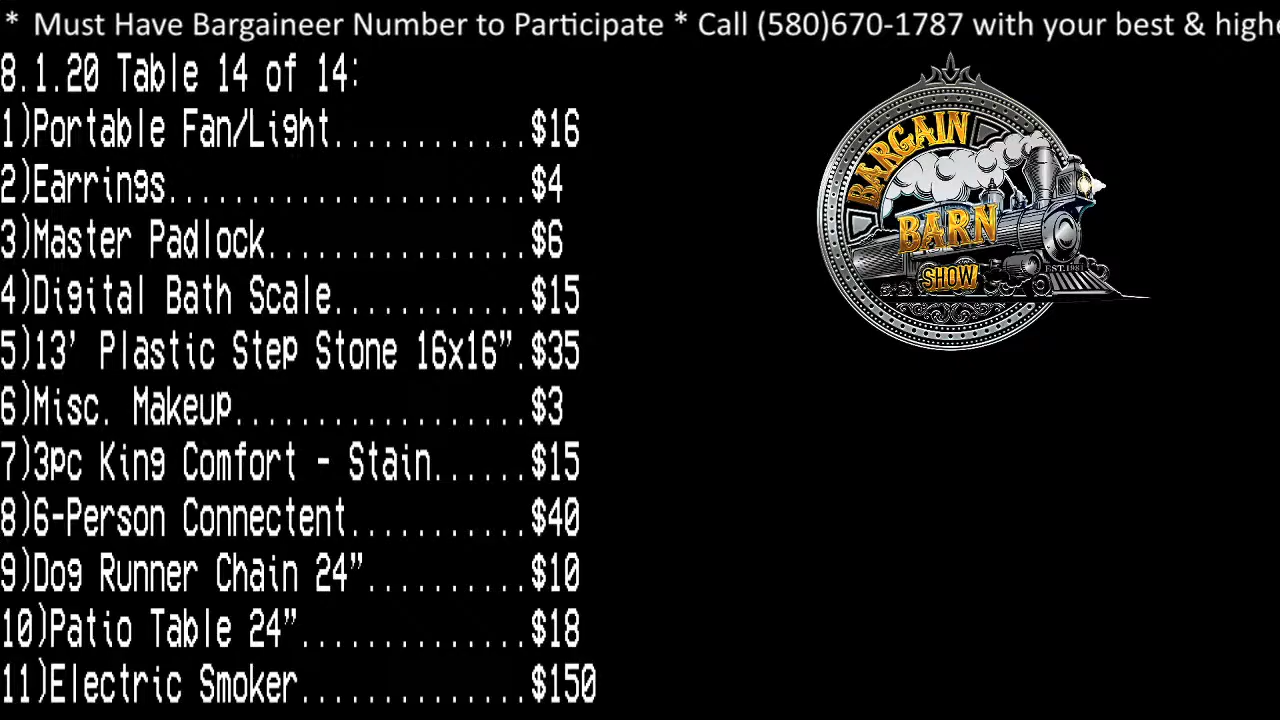 * Must Have Bargaineer Number to Participate * Call (580)670-1787 with your best & highe
8.1.20 Table 14 of 14:
1)Portable Fan/Light............$16
2)Earrings......................$4
3)Master Padlock................$6
4)Digital Bath Scale............$15
5)13' Plastic Step Stone 16x16".$35
6)Misc. Makeup..................$3
7)3pc King Comfort - Stain......$15
8)6-Person Connectent...........$40
9)Dog Runner Chain 24"..........$10
10)Patio Table 24"..............$18
11)Electric Smoker..............$150
BARGAIN
BARN
SHOW
EST.1981